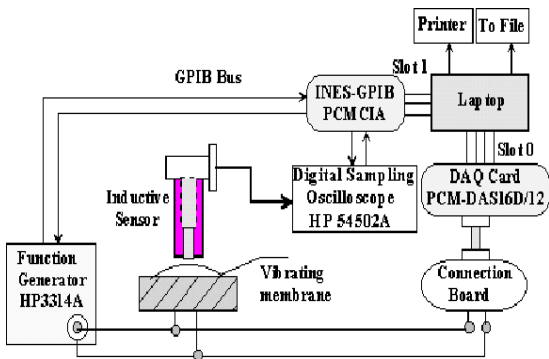 Printer
To File
GPIB Bus
Slot 1
INES-GPIB
PCMCIA
Laptop
Slot 0
Inductive
Sensor
Digital Sampling
Oscilloscope
HP 54502A
DAQ Card
PCM-DAS16D/12
Function
Generator
HP3314A
Vibrating
membrane
Connection
Board